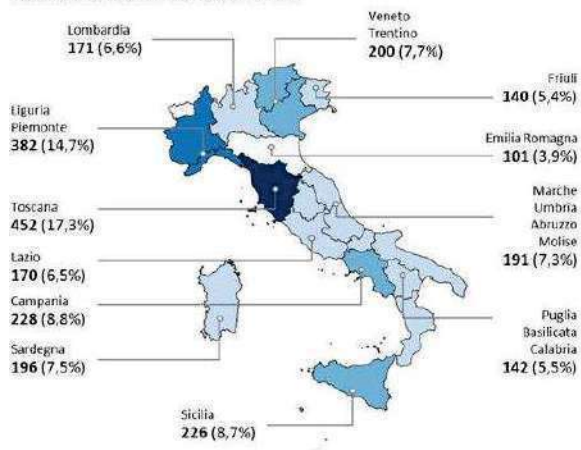 Lombardia
171 (6,6%)
Veneto
Trentino
200 (7,7%)
Friuli
140 (5,4%)
Liguria
Piemonte
382 (14,7%)
Emilia Romagna
101 (3,9%)
Toscana
452 (17,3%)
Marche
Umbria
Abruzzo
Molise
191 (7,3%)
Lazio
170 (6,5%)
Campania
228 (8,8%)
Sardegna
196 (7,5%)
Puglia
Basilicata
Calabria
142 (5,5%)
Sicilia
226 (8,7%)